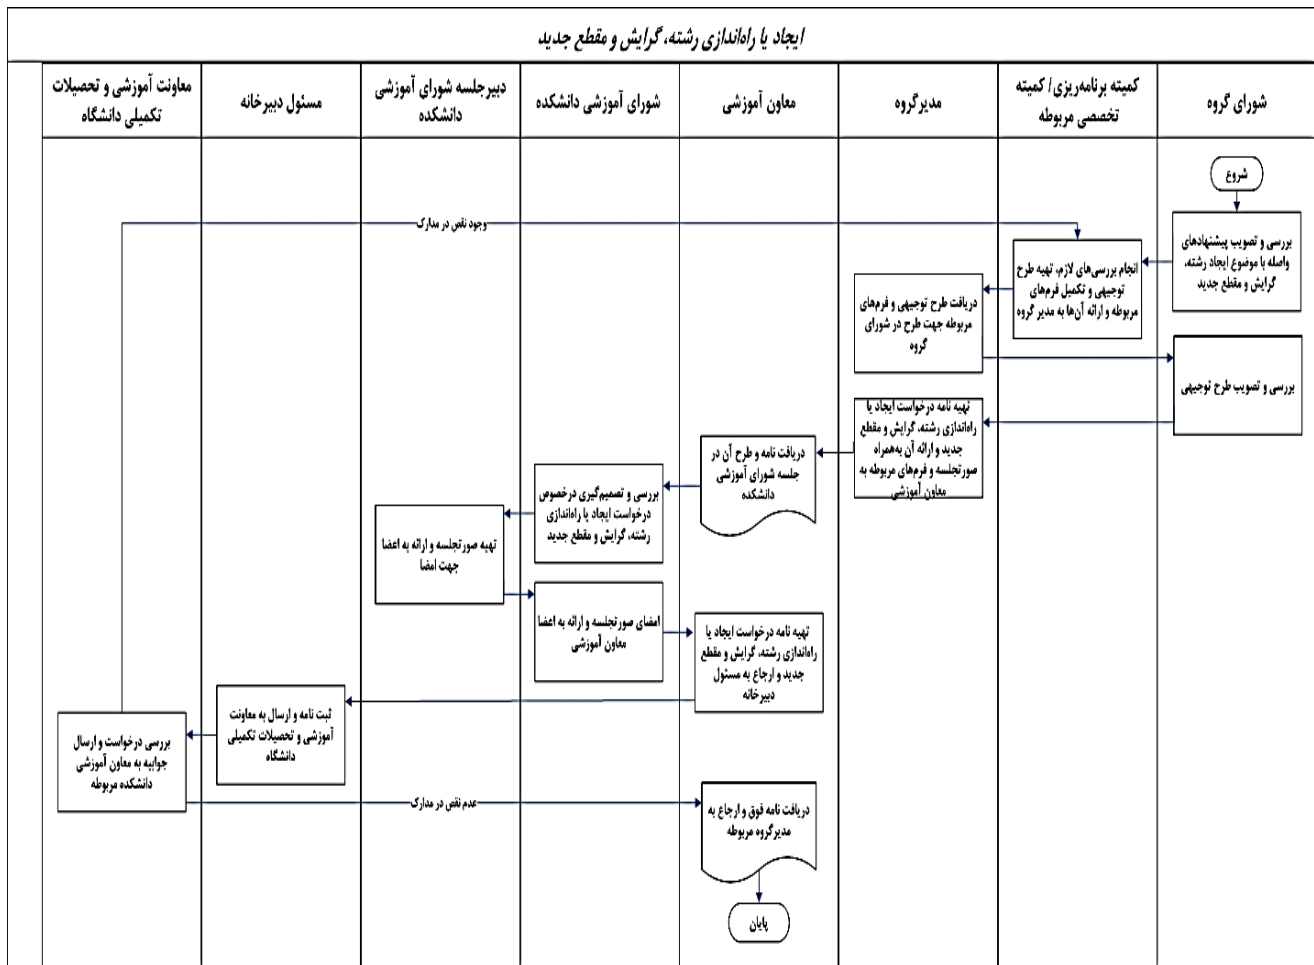 ایجاد یا راه‌اندازی رشته، گرایش و مقطع جدید
شورای گروه
کمیته برنامه‌ریزی/ کمیته
تخصصی مربوطه
مدیرگروه
معاون آموزشی
شورای آموزشی دانشکده
دبیرجلسه شورای آموزشی
دانشکده
مسئول دبیرخانه
معاونت آموزشی و تحصیلات
تکمیلی دانشگاه
شروع
بررسی و تصویب پیشنهادهای
واصله با موضوع ایجاد رشته،
گرایش و مقطع جدید
وجود نقص در مدارک
انجام بررسی‌های لازم، تهیه طرح
توجیهی و تکمیل فرم‌های
مربوطه و ارائه آن‌ها به مدیر گروه
دریافت طرح توجیهی و فرم‌های
مربوطه جهت طرح در شورای
گروه
بررسی و تصویب طرح توجیهی
تهیه نامه درخواست ایجاد یا
راه‌اندازی رشته، گرایش و مقطع
جدید و ارائه آن به‌همراه
صورتجلسه و فرم‌های مربوطه به
معاون آموزشی
دریافت نامه و طرح آن در
جلسه شورای آموزشی
دانشکده
بررسی و تصمیم‌گیری درخصوص
درخواست ایجاد یا راه‌اندازی
رشته، گرایش و مقطع جدید
تهیه صورتجلسه و ارائه به اعضا
جهت امضا
امضای صورتجلسه و ارائه به اعضا
معاون آموزشی
تهیه نامه درخواست ایجاد یا
راه‌اندازی رشته، گرایش و مقطع
جدید و ارجاع به مسئول
دبیرخانه
ثبت نامه و ارسال به معاونت
آموزشی و تحصیلات تکمیلی
دانشگاه
بررسی درخواست و ارسال
جوابیه به معاون آموزشی
دانشکده مربوطه
عدم نقص در مدارک
دریافت نامه فوق و ارجاع به
مدیرگروه مربوطه
پایان